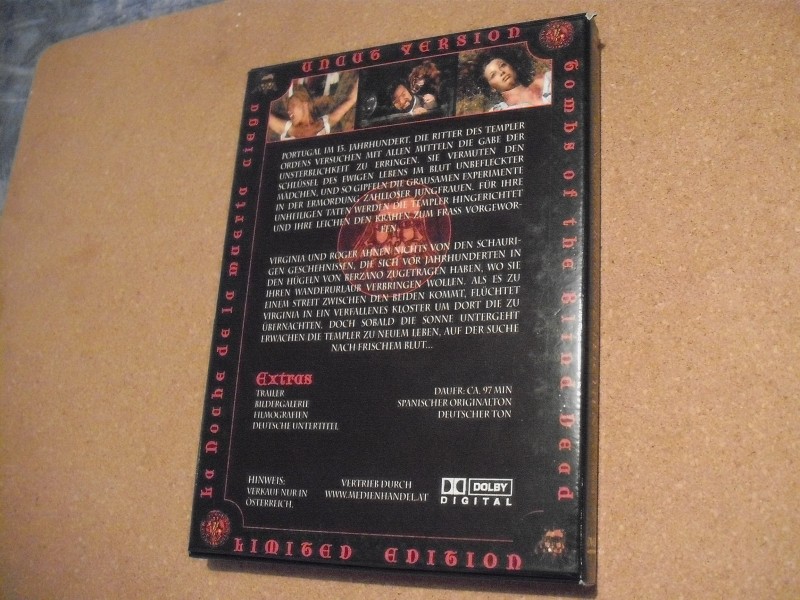 UNCUT VERSION
PORTUGAL IM 15. JAHRHUNDERT. DIE RITTER DES TEMPLER
ORDENS VERSUCHEN MIT ALLEN MITTELN DIE GABE DER
UNSTERBLICHKEIT ZU ERRINGEN. SIE VERMUTEN DEN
SCHLÜSSEL DES EWIGEN LEBENS IM BLUT UNBEFLECKTER
MÄDCHEN, UND SO GIPFELN DIE GRAUSAMEN EXPERIMENTE
IN DER ERMORDUNG ZAHLLOSER JUNGFRAUEN. FÜR IHRE
UNHEILIGEN TATEN WERDEN DIE TEMPLER HINGERICHTET
UND IHRE LEICHEN DEN KRÄHEN ZUM FRASS VORGEWOR-
FEN.
VIRGINIA UND ROGER AHNEN NICHTS VON DEN SCHAURI-
GEN GESCHEHNISSEN, DIE SICH VOR JAHRHUNDERTEN IN
DEN HÜGELN VON BERZANO ZUGETRAGEN HABEN, WO SIE
IHREN WANDERURLAUB VERBRINGEN WOLLEN. ALS ES ZU
EINEM STREIT ZWISCHEN DEN BEIDEN KOMMT, FLÜCHTET
VIRGINIA IN EIN VERFALLENES KLOSTER UM DORT DIE ZU
ÜBERNACHTEN. DOCH SOBALD DIE SONNE UNTERGEHT
ERWACHEN DIE TEMPLER ZU NEUEM LEBEN, AUF DER SUCHE
NACH FRISCHEM BLUT...
Extras
TRAILER
BILDERGALERIE
FILMOGRAFIEN
DEUTSCHE UNTERTITEL
DAUER: CA. 97 MIN
SPANISCHER ORIGINALTON
DEUTSCHER TON
HINWEIS:
VERKAUF NUR IN
ÖSTERREICH.
VERTRIEB DURCH
WWW.MEDIENHANDEL.AT
DOLBY
DIGITAL
LIMITED EDITION
La Noche de la muerta ciega
Tombs of the Blind Dead